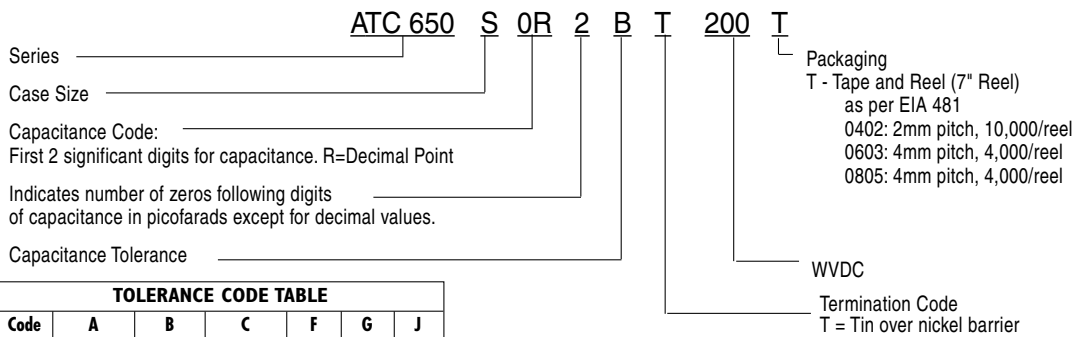 ATC 650 S 0R 2 B T 200 T
Series
Case Size
Capacitance Code:
First 2 significant digits for capacitance. R=Decimal Point
Indicates number of zeros following digits
of capacitance in picofarads except for decimal values.
Capacitance Tolerance
Packaging
T - Tape and Reel (7" Reel)
as per EIA 481
0402: 2mm pitch, 10,000/reel
0603: 4mm pitch, 4,000/reel
0805: 4mm pitch, 4,000/reel
WVDC
Termination Code
T = Tin over nickel barrier
TOLERANCE CODE TABLE
Code A B C F G J